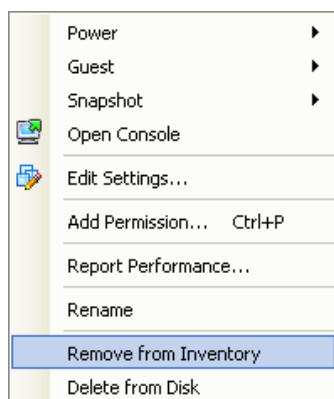 Power
Guest
Snapshot
Open Console
Edit Settings...
Add Permission... Ctrl+P
Report Performance...
Rename
Remove from Inventory
Delete from Disk